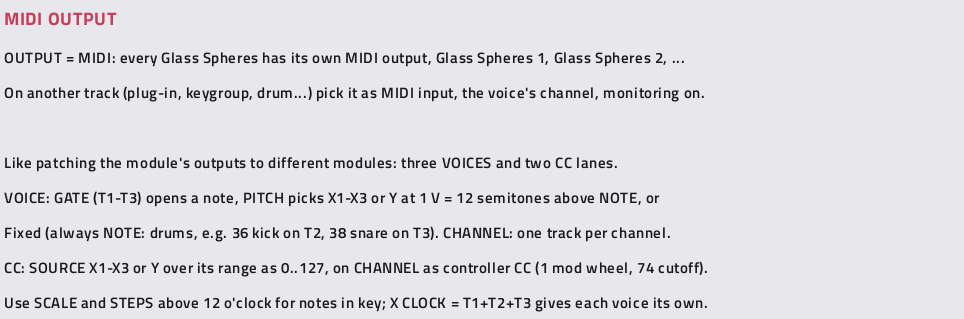 MIDI OUTPUT
OUTPUT = MIDI: every Glass Spheres has its own MIDI output, Glass Spheres 1, Glass Spheres 2, ...
On another track (plug-in, keygroup, drum...) pick it as MIDI input, the voice's channel, monitoring on.
Like patching the module's outputs to different modules: three VOICES and two CC lanes.
VOICE: GATE (T1-T3) opens a note, PITCH picks X1-X3 or Y at 1 V = 12 semitones above NOTE, or
Fixed (always NOTE: drums, e.g. 36 kick on T2, 38 snare on T3). CHANNEL: one track per channel.
CC: SOURCE X1-X3 or Y over its range as 0..127, on CHANNEL as controller CC (1 mod wheel, 74 cutoff).
Use SCALE and STEPS above 12 o'clock for notes in key; X CLOCK = T1+T2+T3 gives each voice its own.